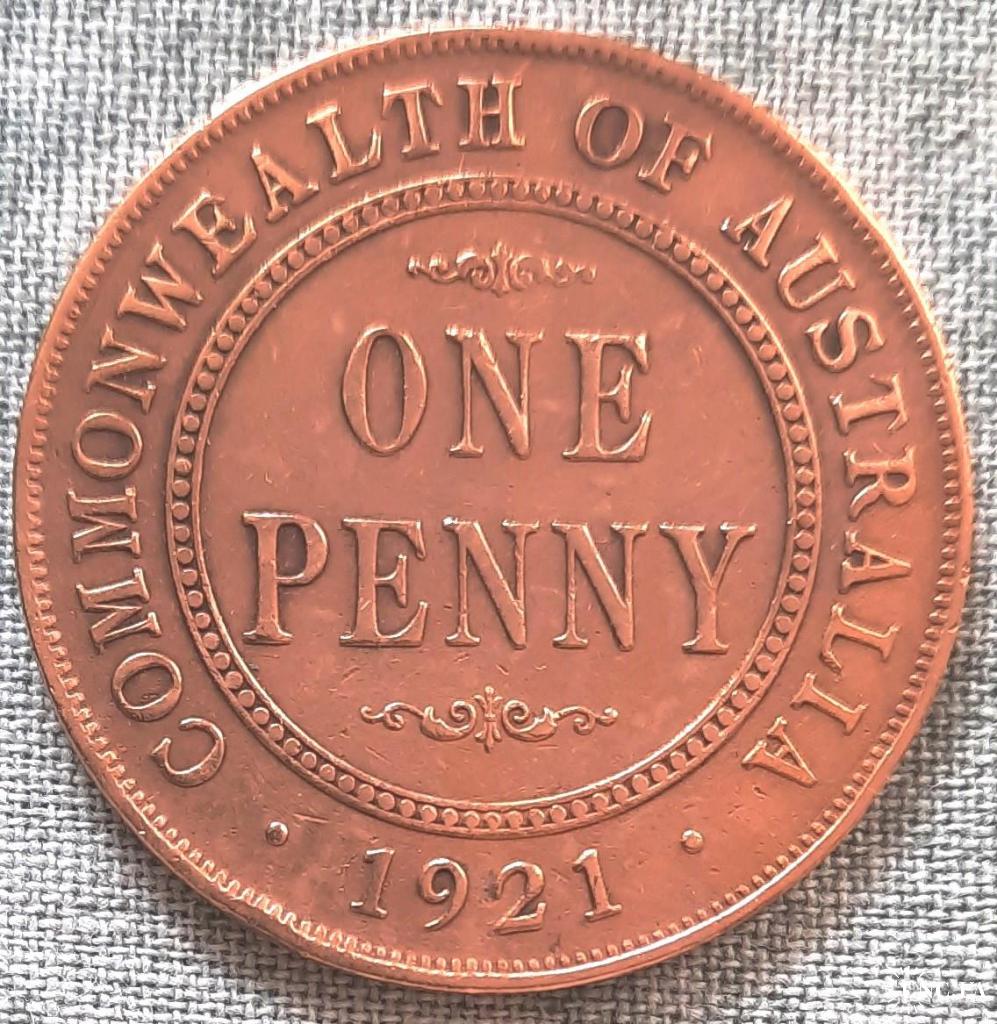 COMMONWEALTH OF AUSTRALIA
ONE
PENNY
· 1921 ·